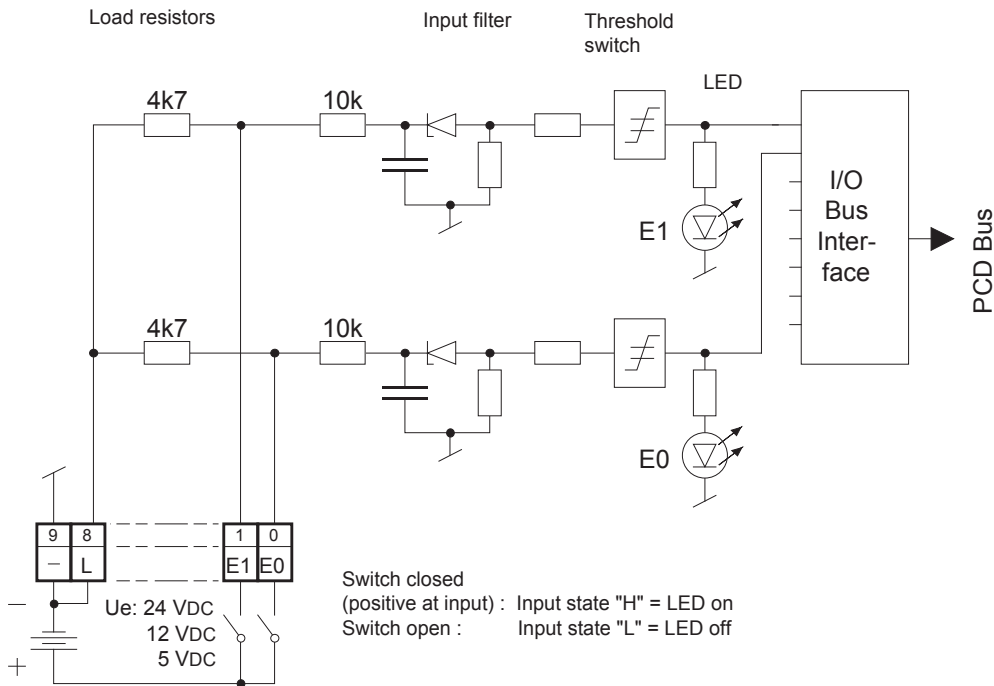 Load resistors
Input filter
Threshold
switch
LED
4k7
10k
I/O
Bus
Inter-
face
PCD Bus
E1
4k7
10k
E0
9 8 1 0
– L E1 E0
– Ue: 24 VDC
12 VDC
+ 5 VDC
Switch closed
(positive at input) : Input state "H" = LED on
Switch open : Input state "L" = LED off